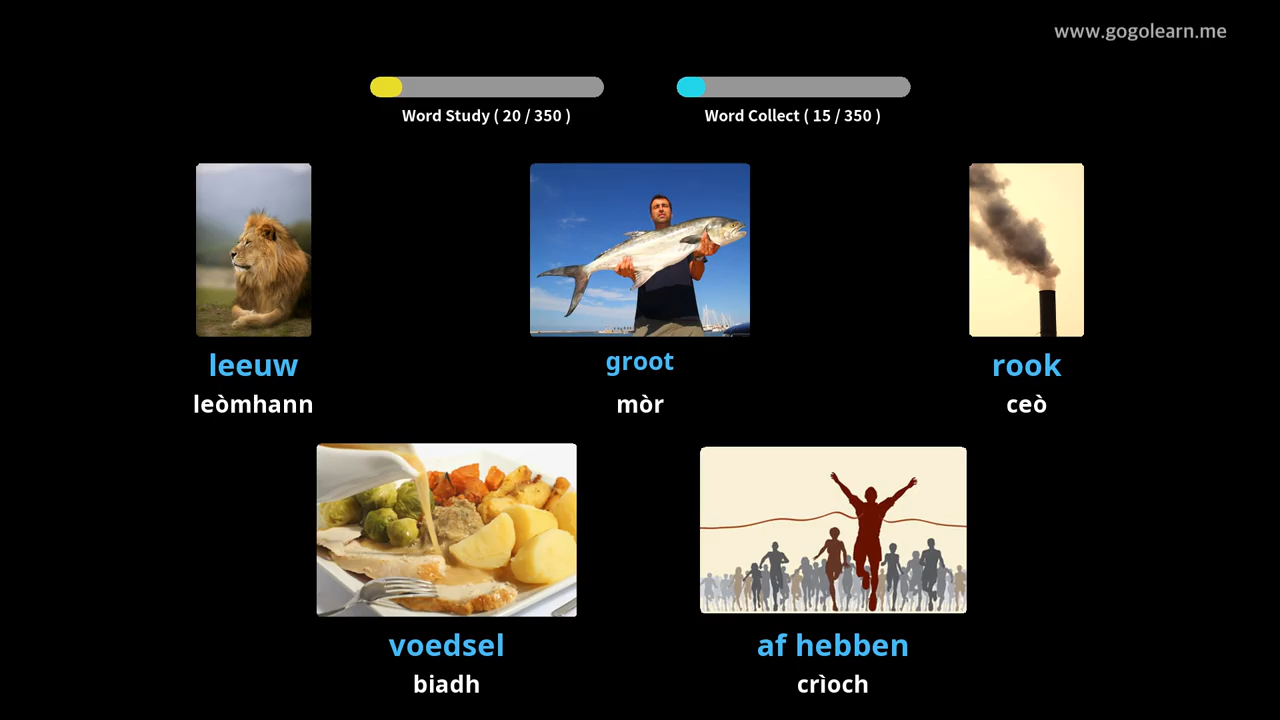 www.gogolearn.me
Word Study ( 20 / 350 )
Word Collect ( 15 / 350 )
leeuw
groot
rook
leòmhann
mòr
ceò
voedsel
af hebben
biadh
crìoch